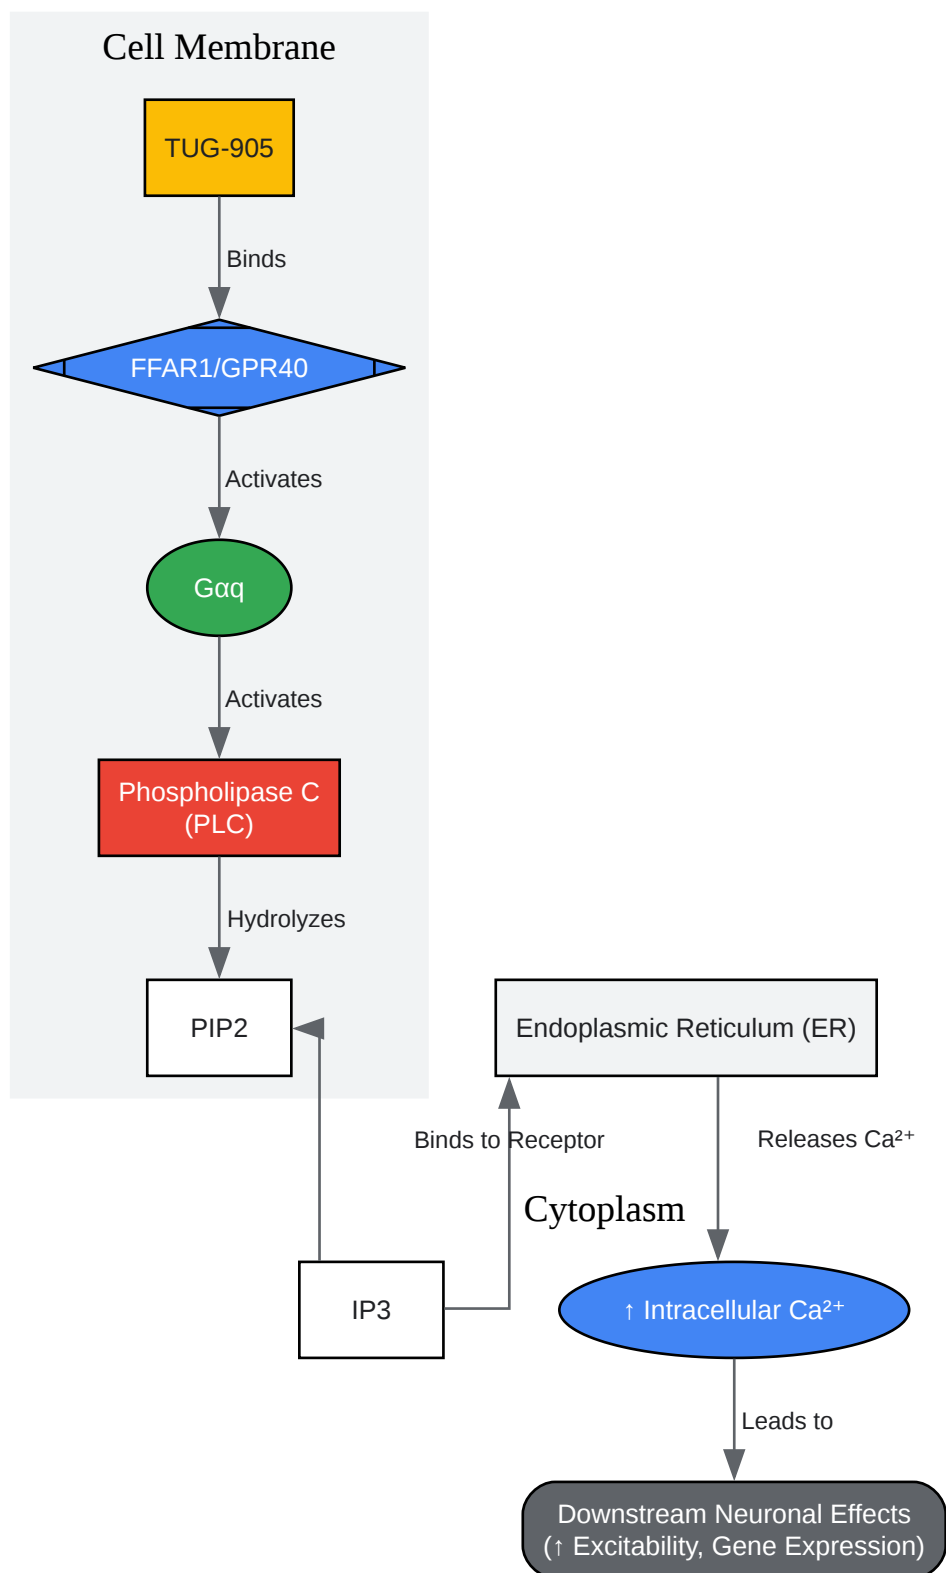 Cell Membrane
TUG-905
Binds
FFAR1/GPR40
Activates
Gαq
Activates
Phospholipase C
(PLC)
Hydrolyzes
PIP2
Endoplasmic Reticulum (ER)
Binds to Receptor
Releases Ca²⁺
Cytoplasm
IP3
↑ Intracellular Ca²⁺
Leads to
Downstream Neuronal Effects
(↑ Excitability, Gene Expression)